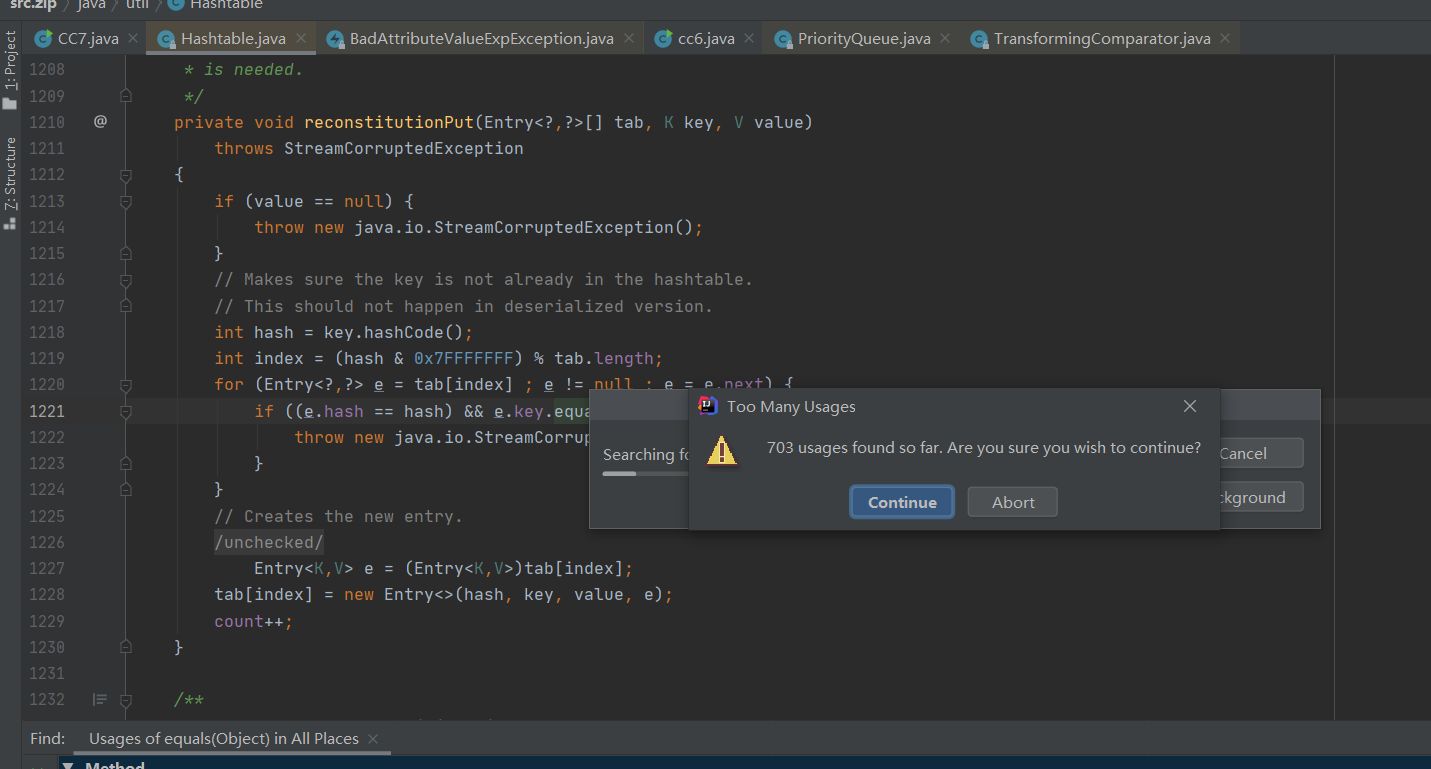 src.zip java util Hashtable
CC7.java Hashtable.java BadAttributeValueExpException.java cc6.java PriorityQueue.java TransformingComparator.java
1: Project
Z: Structure
1208 * is needed.
1209 */
1210 @ private void reconstitutionPut(Entry<?,?>[] tab, K key, V value)
1211 throws StreamCorruptedException
1212 {
1213 if (value == null) {
1214 throw new java.io.StreamCorruptedException();
1215 }
1216 // Makes sure the key is not already in the hashtable.
1217 // This should not happen in deserialized version.
1218 int hash = key.hashCode();
1219 int index = (hash & 0x7FFFFFFF) % tab.length;
1220 for (Entry<?,?> e = tab[index] ; e != null ; e = e.next) {
1221 if ((e.hash == hash) && e.key.equa
1222 throw new java.io.StreamCorrup
1223 }
1224 }
1225 // Creates the new entry.
1226 /unchecked/
1227 Entry<K,V> e = (Entry<K,V>)tab[index];
1228 tab[index] = new Entry<>(hash, key, value, e);
1229 count++;
1230 }
1231
1232 /**
Too Many Usages
703 usages found so far. Are you sure you wish to continue?
Continue Abort
Searching fo
Cancel
ckground
Find: Usages of equals(Object) in All Places
Method